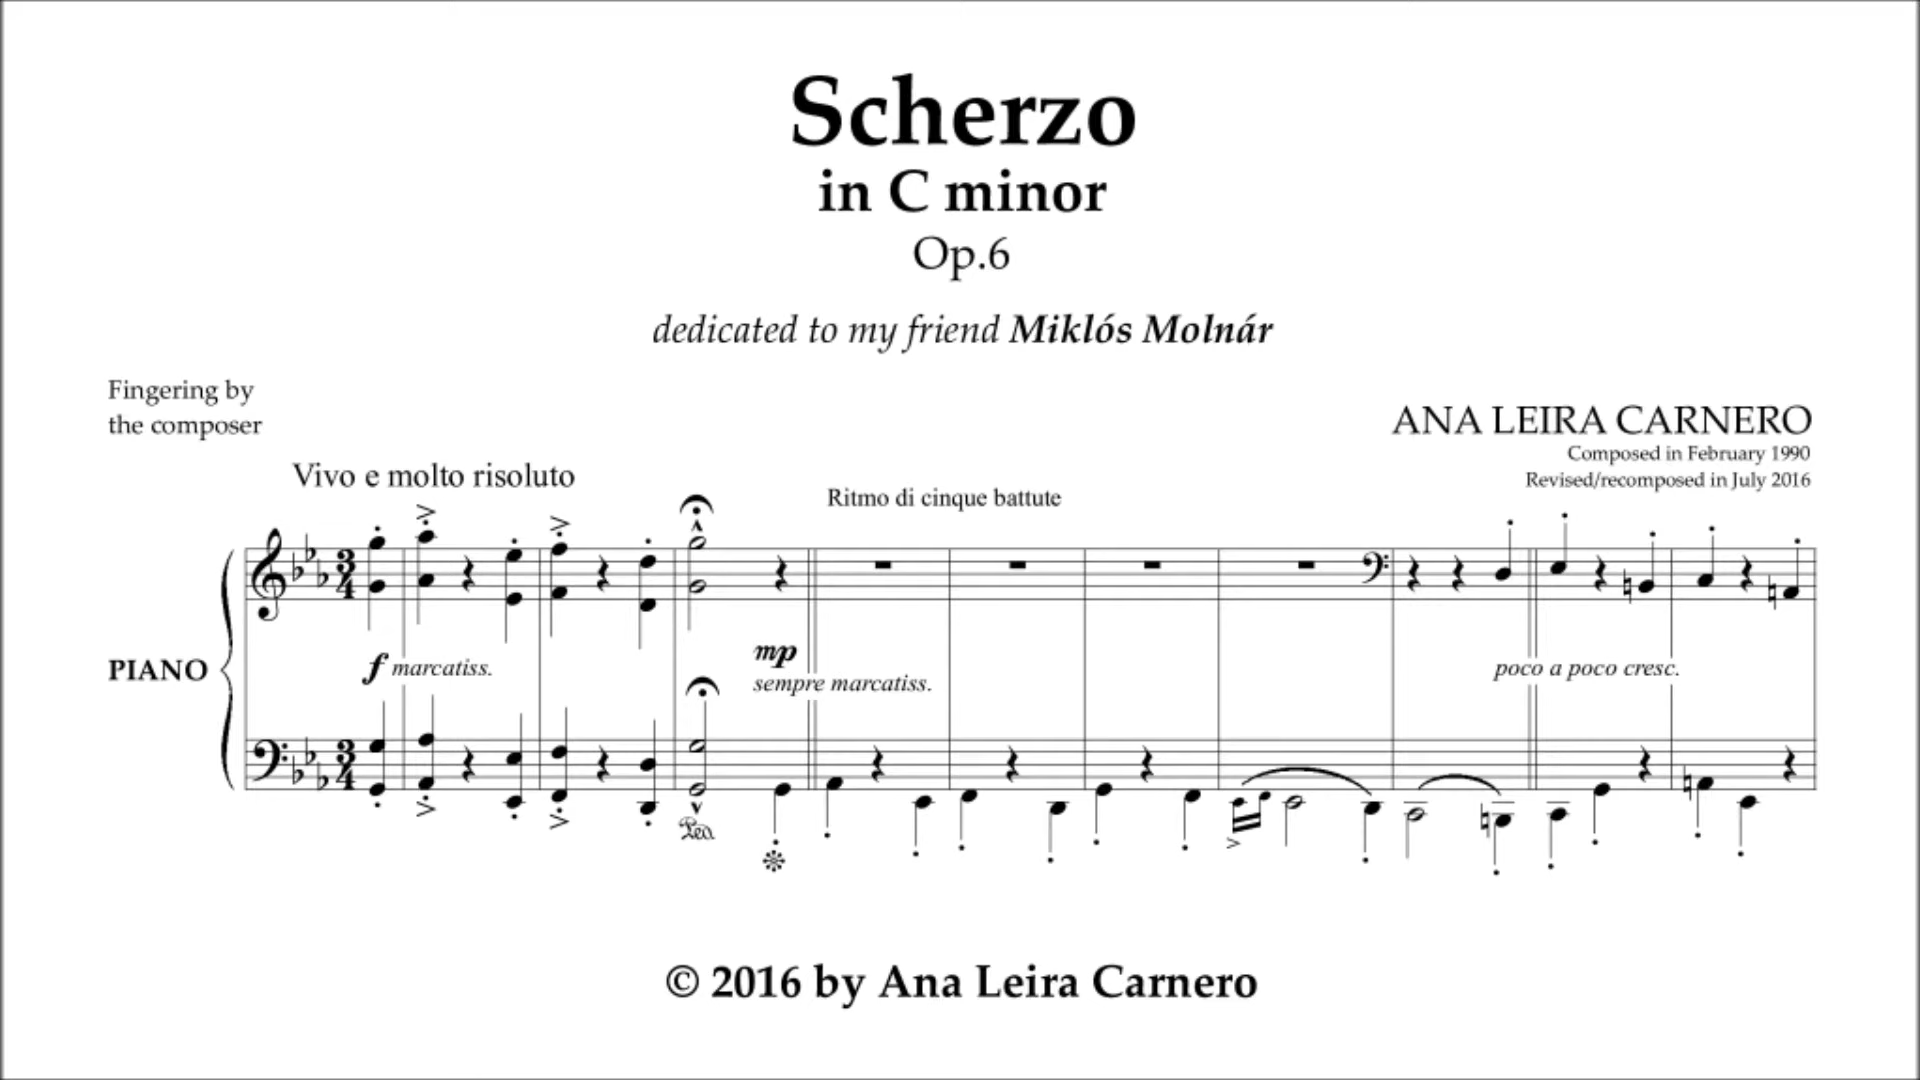 Scherzo
in C minor
Op.6
dedicated to my friend Miklós Molnár
Fingering by
the composer
ANA LEIRA CARNERO
Composed in February 1990
Revised/recomposed in July 2016
Vivo e molto risoluto
Ritmo di cinque battute
PIANO
f marcatiss.
mp
sempre marcatiss.
poco a poco cresc.
Ped
© 2016 by Ana Leira Carnero